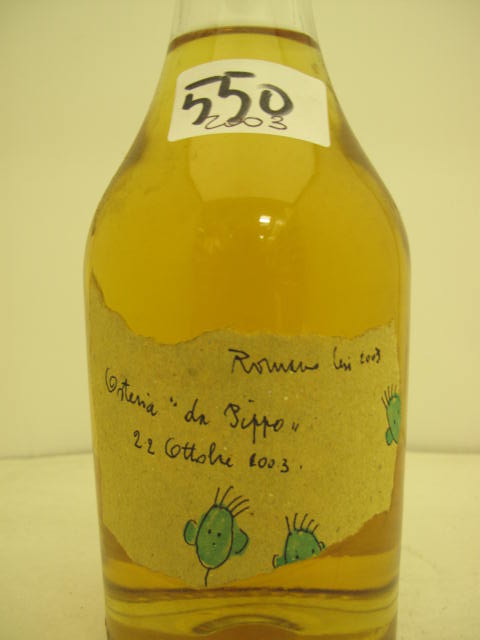 550
2003
Romano Levi 2003
Osteria "da Pippo"
22 Ottobre 2003.